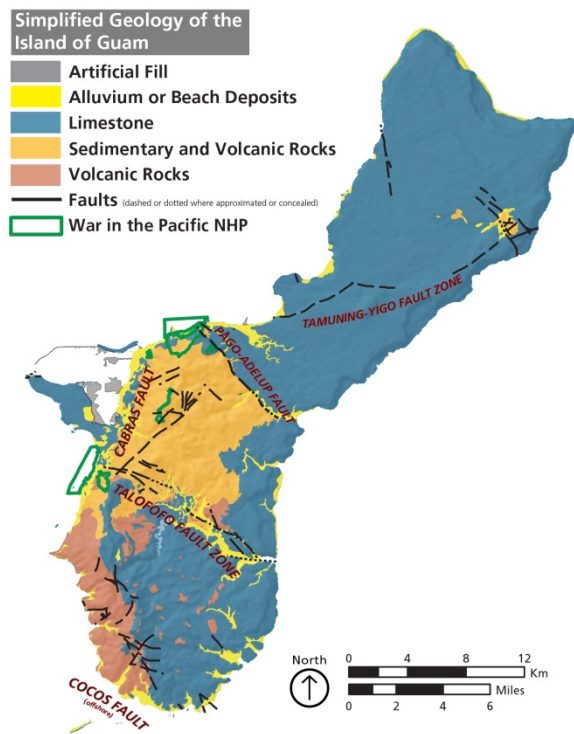 Simplified Geology of the
Island of Guam
Artificial Fill
Alluvium or Beach Deposits
Limestone
Sedimentary and Volcanic Rocks
Volcanic Rocks
Faults (dashed or dotted where approximated or concealed)
War in the Pacific NHP
TAMUNING-YIGO FAULT ZONE
PAGO-ADELUP FAULT
CABRAS FAULT
TALOFOFO FAULT ZONE
COCOS FAULT
(offshore)
North
0 4 8 12
Km
Miles
0 2 4 6